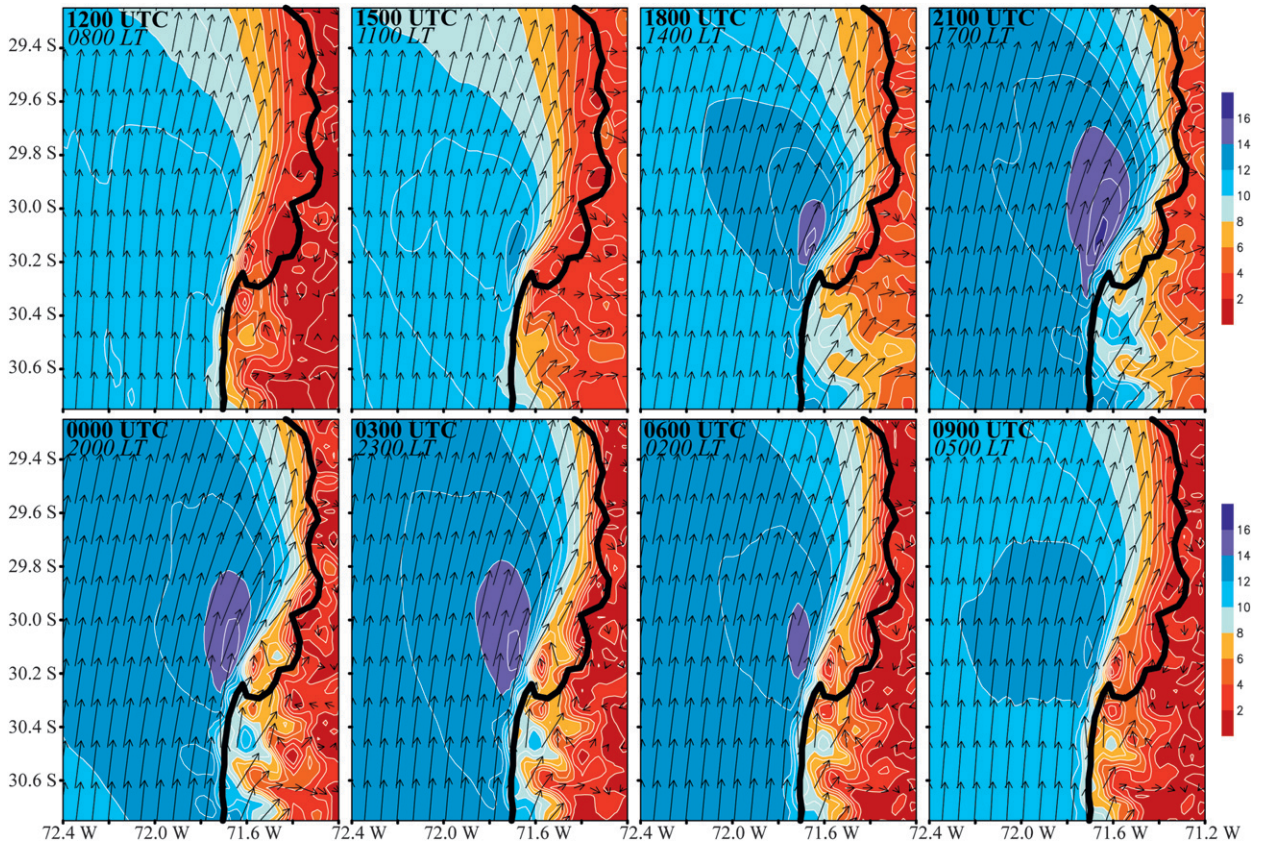 1200 UTC
0800 LT
1500 UTC
1100 LT
1800 UTC
1400 LT
2100 UTC
1700 LT
29.4 S
29.6 S
29.8 S
30.0 S
30.2 S
30.4 S
30.6 S
16
14
12
10
8
6
4
2
0000 UTC
2000 LT
0300 UTC
2300 LT
0600 UTC
0200 LT
0900 UTC
0500 LT
29.4 S
29.6 S
29.8 S
30.0 S
30.2 S
30.4 S
30.6 S
16
14
12
10
8
6
4
2
72.4 W 72.0 W 71.6 W 72.4 W 72.0 W 71.6 W 72.4 W 72.0 W 71.6 W 72.4 W 72.0 W 71.6 W 71.2 W